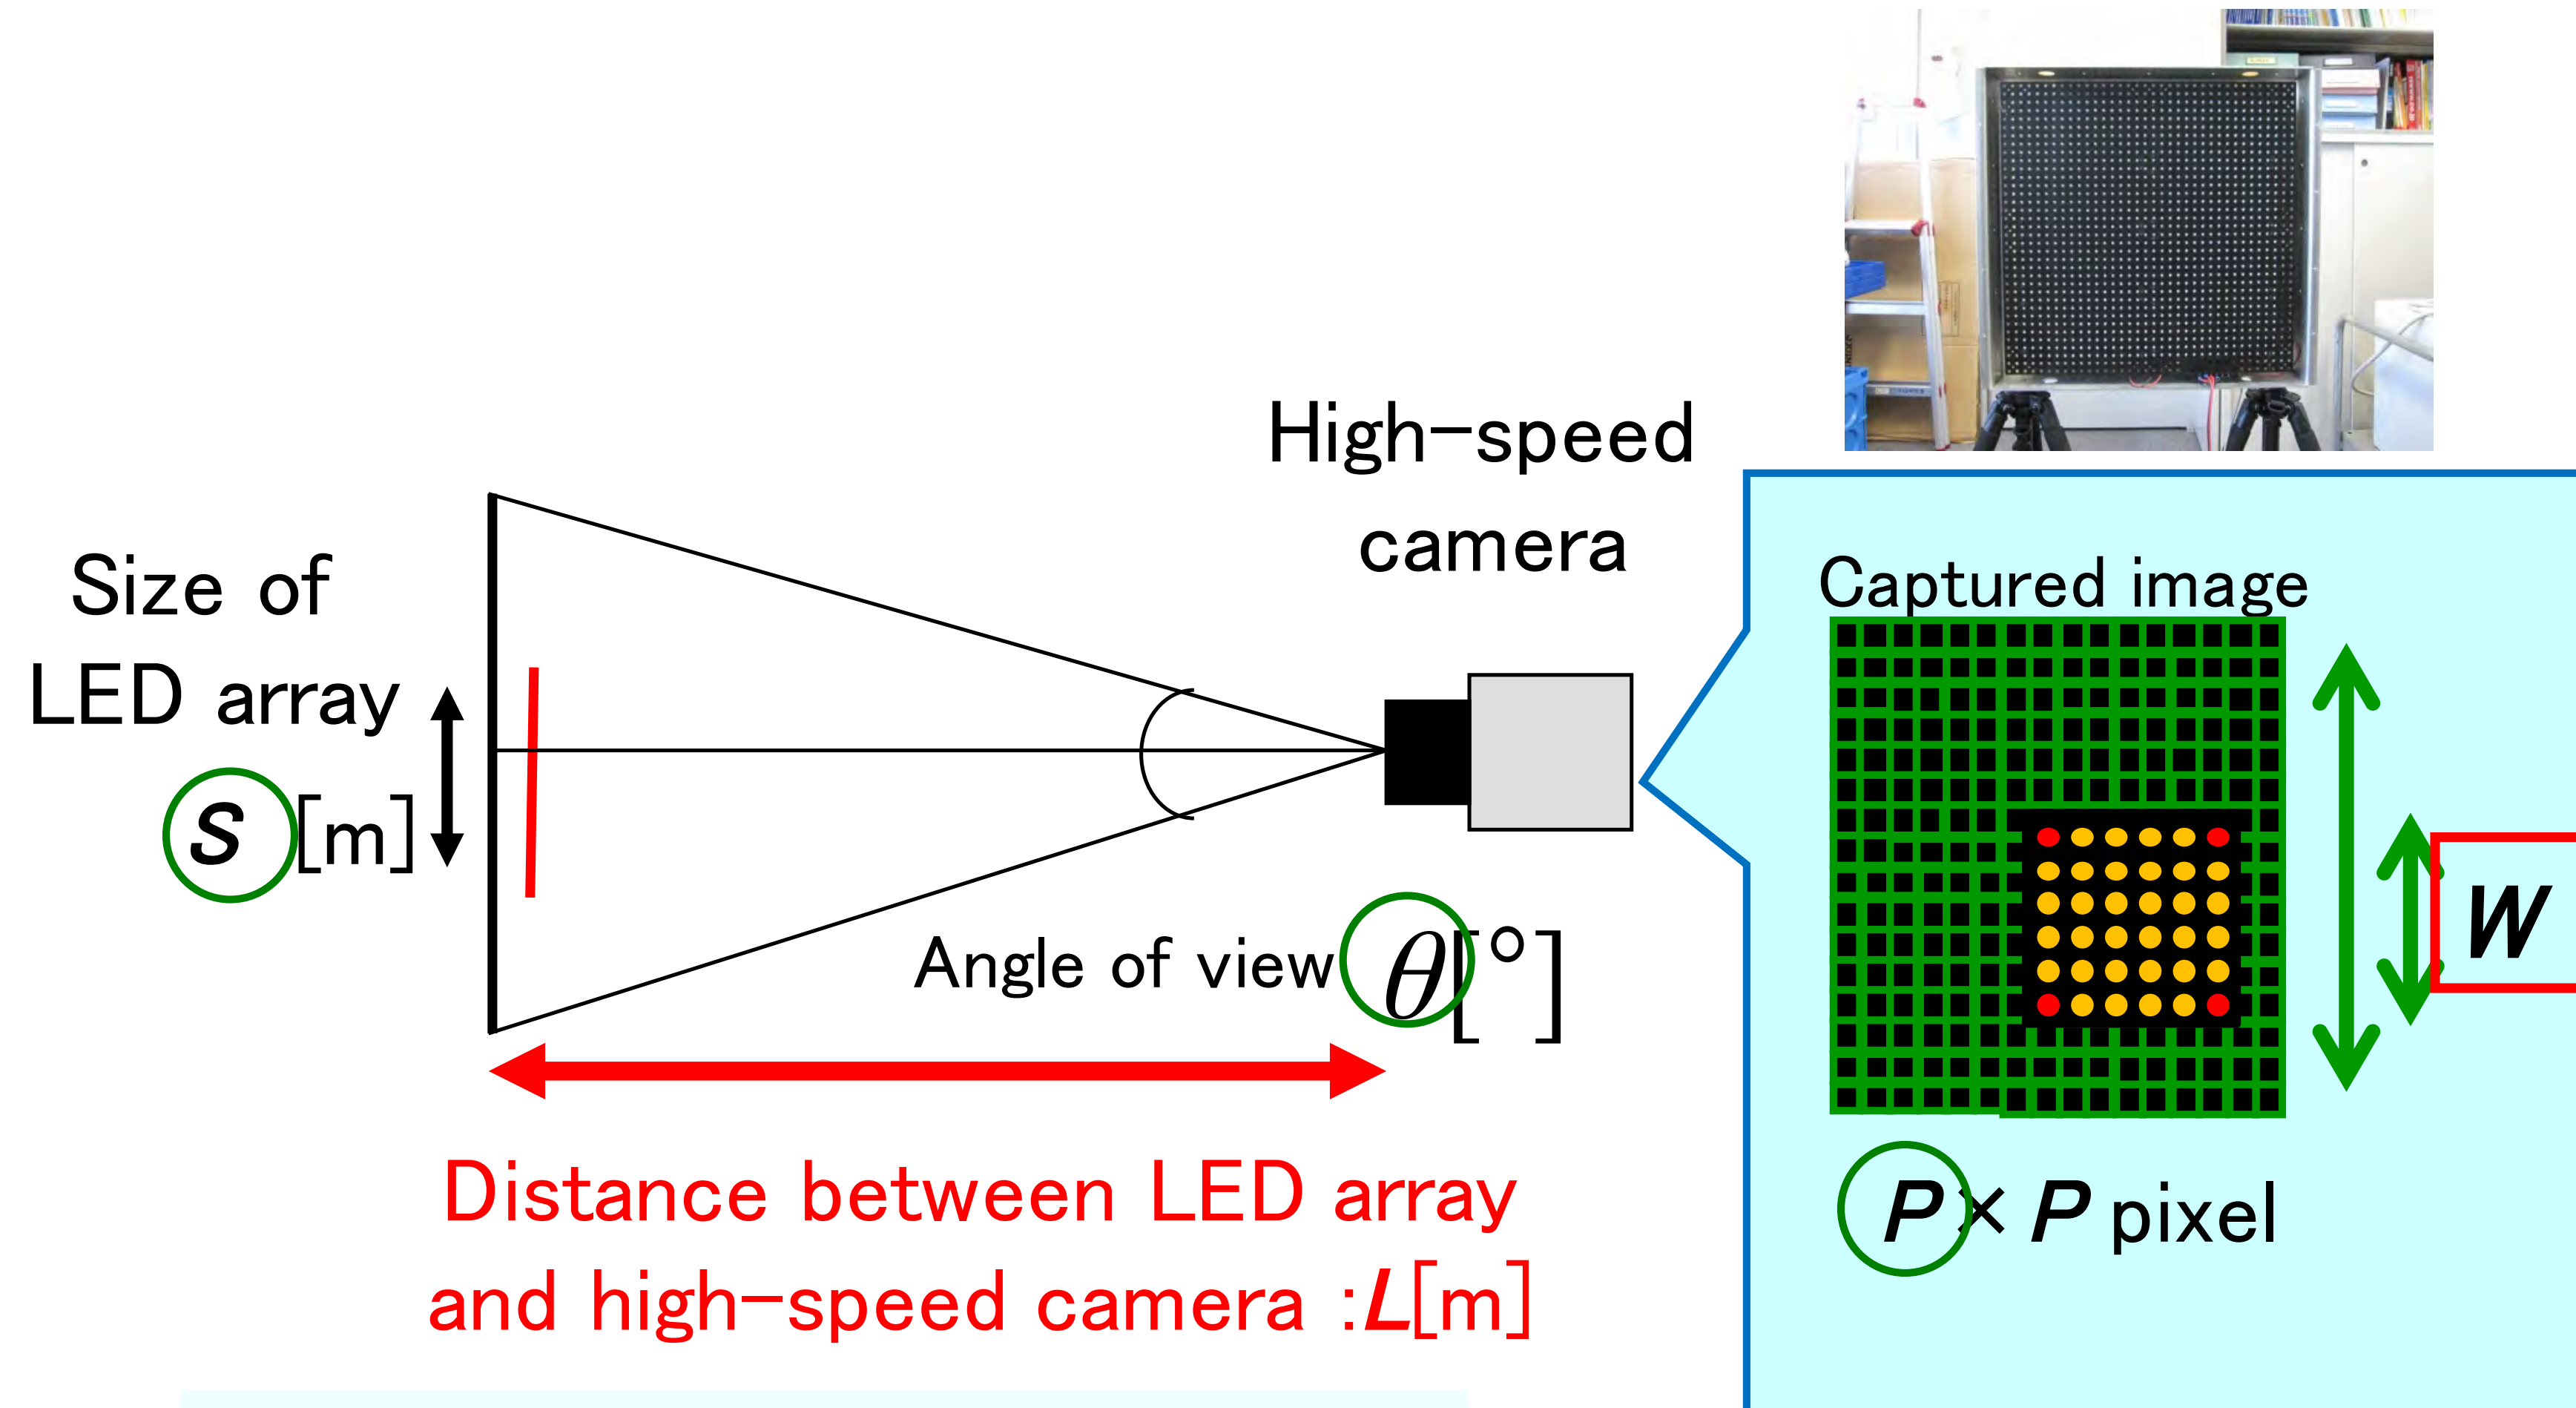 High-speed
camera
Size of
LED array
S [m]
Angle of view θ[°]
Distance between LED array
and high-speed camera :L[m]
Captured image
W
P× P pixel